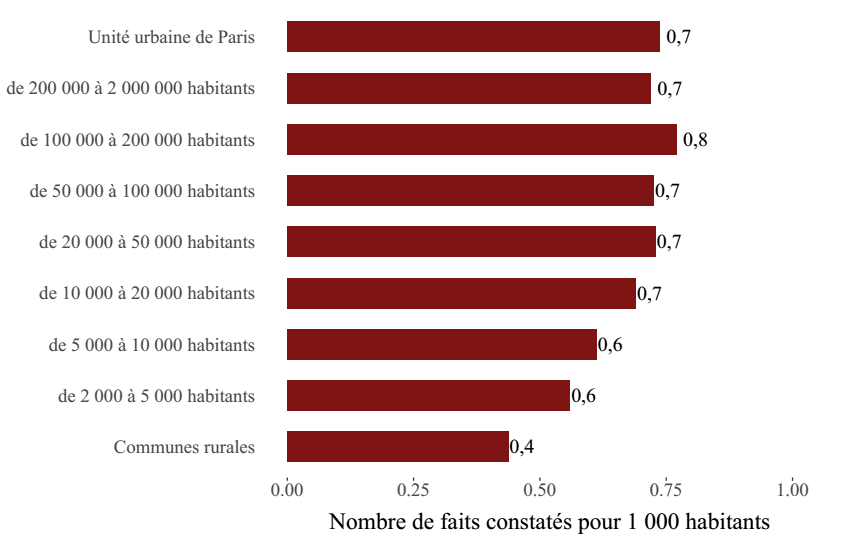 Unité urbaine de Paris 0,7
de 200 000 à 2 000 000 habitants 0,7
de 100 000 à 200 000 habitants 0,8
de 50 000 à 100 000 habitants 0,7
de 20 000 à 50 000 habitants 0,7
de 10 000 à 20 000 habitants 0,7
de 5 000 à 10 000 habitants 0,6
de 2 000 à 5 000 habitants 0,6
Communes rurales 0,4
0.00 0.25 0.50 0.75 1.00
Nombre de faits constatés pour 1 000 habitants